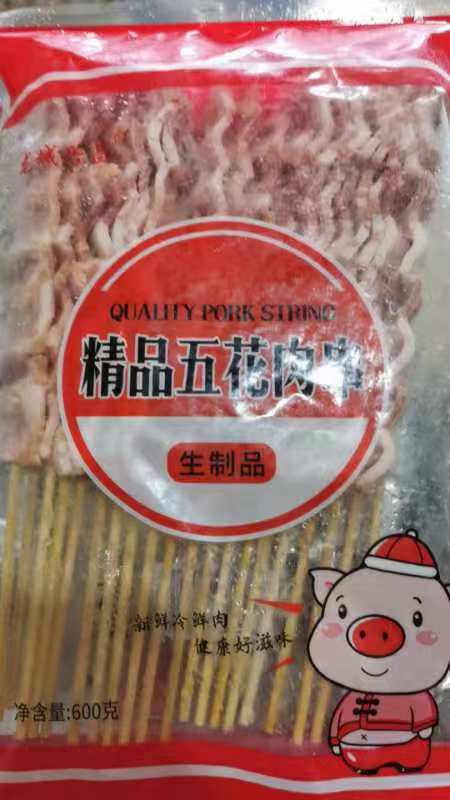 QUALITY PORK STRING
精品五花肉串
生制品
新鲜冷鲜肉
健康好滋味
净含量:600克